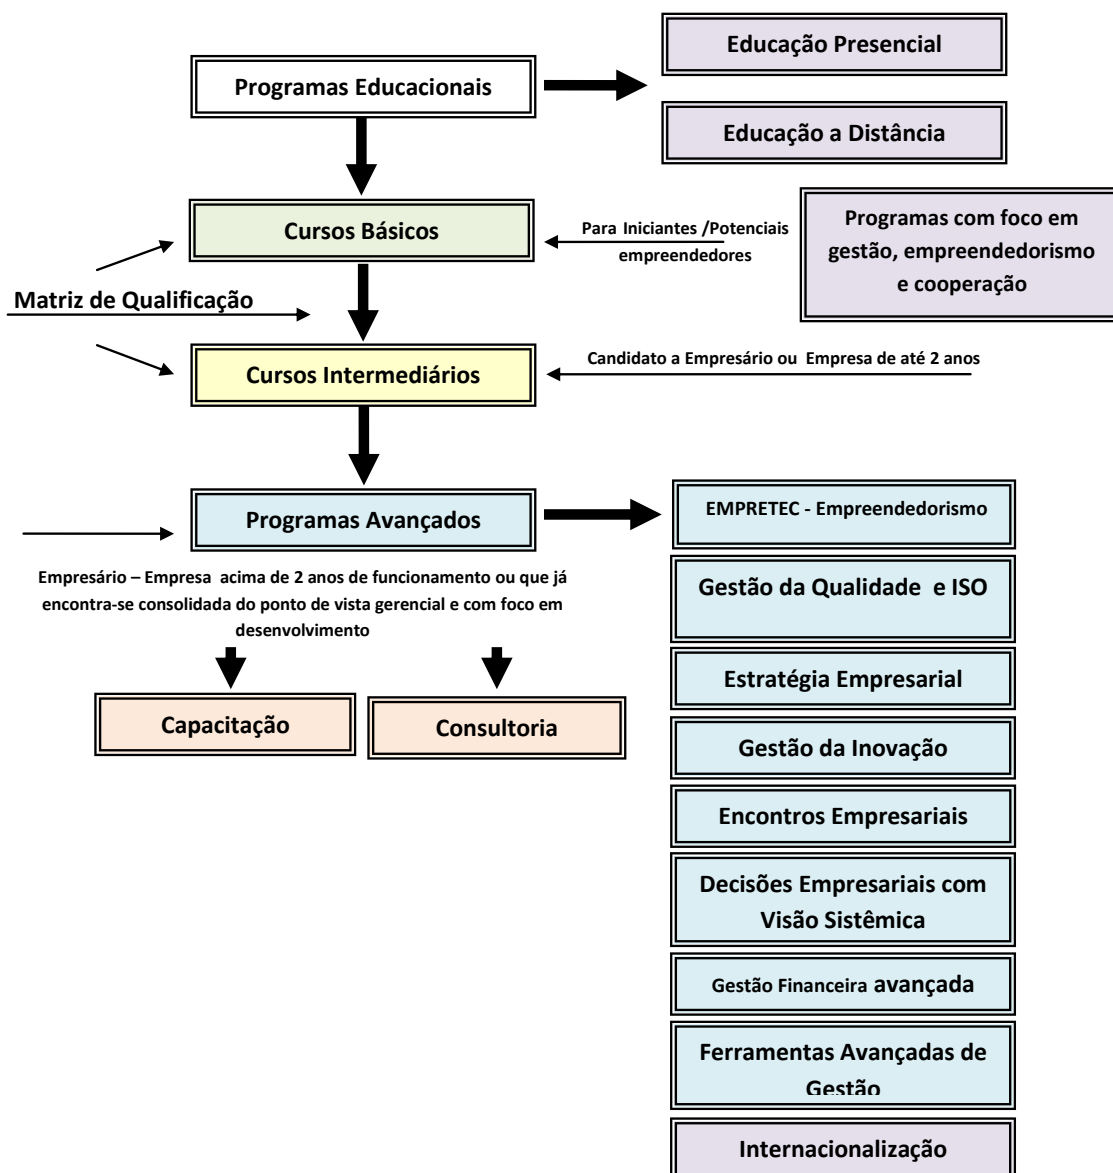 Educação Presencial
Programas Educacionais
Educação a Distância
Cursos Básicos
Para Iniciantes /Potenciais
empreendedores
Programas com foco em
gestão, empreendedorismo
e cooperação
Matriz de Qualificação
Cursos Intermediários
Candidato a Empresário ou Empresa de até 2 anos
Programas Avançados
Empresário – Empresa acima de 2 anos de funcionamento ou que já
encontra-se consolidada do ponto de vista gerencial e com foco em
desenvolvimento
Capacitação
Consultoria
EMPRETEC - Empreendedorismo
Gestão da Qualidade e ISO
Estratégia Empresarial
Gestão da Inovação
Encontros Empresariais
Decisões Empresariais com
Visão Sistêmica
Gestão Financeira avançada
Ferramentas Avançadas de
Gestão
Internacionalização